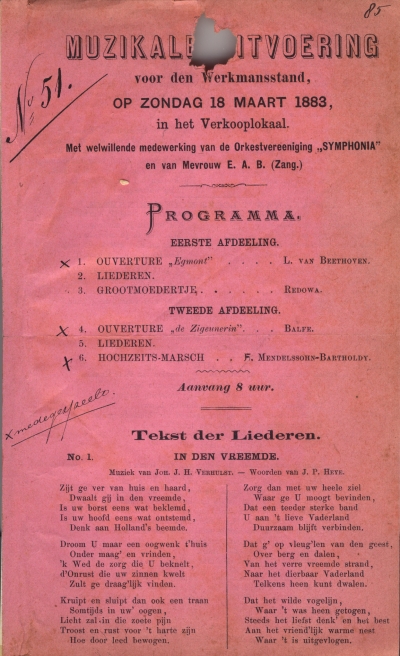 85
MUZIKALE UITVOERING
No 51.
voor den Werkmansstand,
OP ZONDAG 18 MAART 1883,
in het Verkooplokaal.
Met welwillende medewerking van de Orkestvereeniging „SYMPHONIA”
en van Mevrouw E. A. B. (Zang.)
PROGRAMMA.
EERSTE AFDEELING.
x 1. OUVERTURE „Egmont” . . . . L. VAN BEETHOVEN.
2. LIEDEREN.
3. GROOTMOEDERTJE. . . . . . . REDOWA.
TWEEDE AFDEELING.
x 4. OUVERTURE „de Zigeunerin”. . . BALFE.
5. LIEDEREN.
x 6. HOCHZEITS-MARSCH . . F. MENDELSSOHN-BARTHOLDY.
Aanvang 8 uur.
x medegespeeld.
Tekst der Liederen.
No. 1. IN DEN VREEMDE.
Muziek van JOH. J. H. VERHULST. — Woorden van J. P. HEYE.
Zijt ge ver van huis en haard,
Dwaalt gij in den vreemde,
Is uw borst eens wat beklemd,
Is uw hoofd eens wat ontstemd,
Denk aan Holland's beemde.
Droom U maar een oogwenk t'huis
Onder maag' en vrinden,
'k Wed de zorg die U beknelt,
d'Onrust die uw zinnen kwelt
Zult ge draag'lijk vinden.
Kruipt en sluipt dan ook een traan
Somtijds in uw' oogen,
Licht zal in die zoete pijn
Troost en rust voor 't harte zijn
Hoe door leed bewogen.
Zorg dan met uw heele ziel
Waar ge U moogt bevinden,
Dat een teeder sterke band
U aan 't lieve Vaderland
Duurzaam blijft verbinden.
Dat g' op vleug'len van den geest,
Over berg en dalen,
Van het verre vreemde strand,
Naar het dierbaar Vaderland
Telkens heen kunt dwalen.
Dat het wilde vogelijn,
Waar 't was heen getogen,
Steeds het liefst denk' en het best
Aan het vriend'lijk warme nest
Waar 't is uitgevlogen.